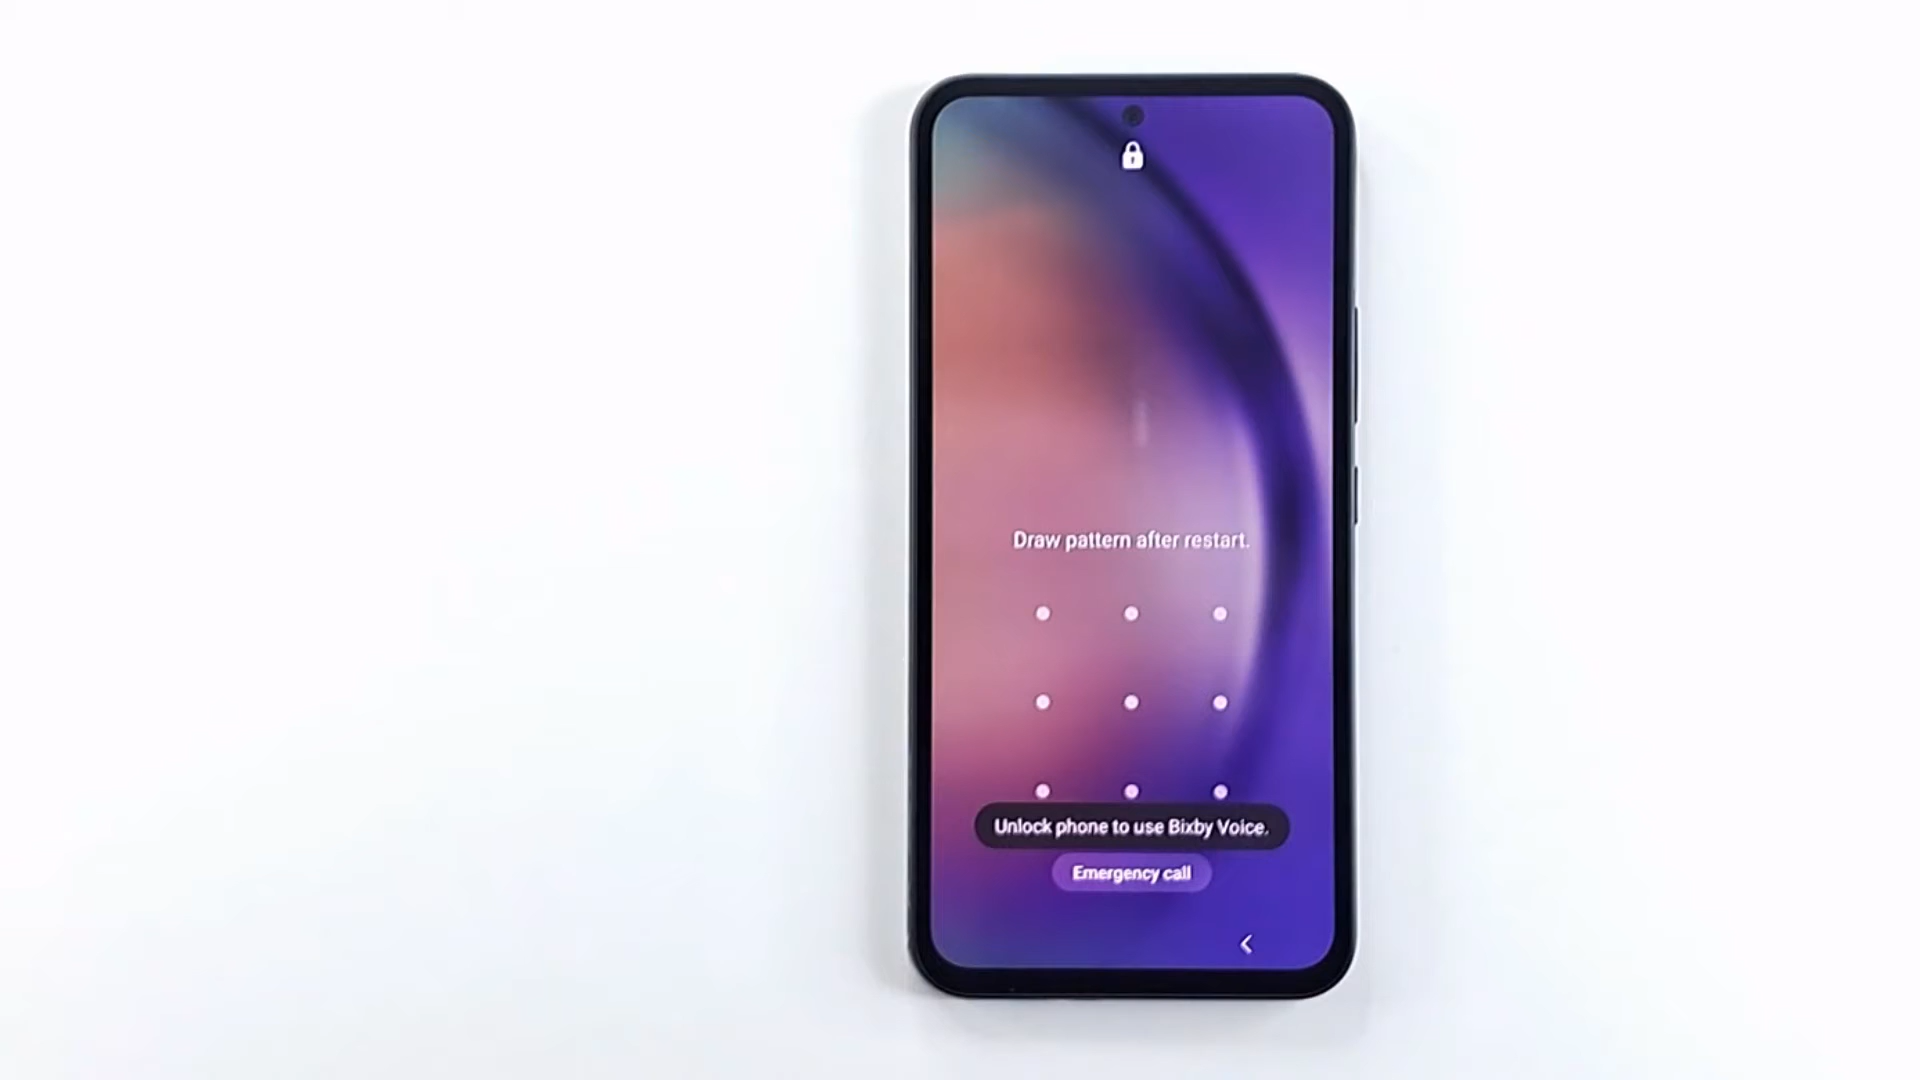 Draw pattern after restart.
Unlock phone to use Bixby Voice.
Emergency call